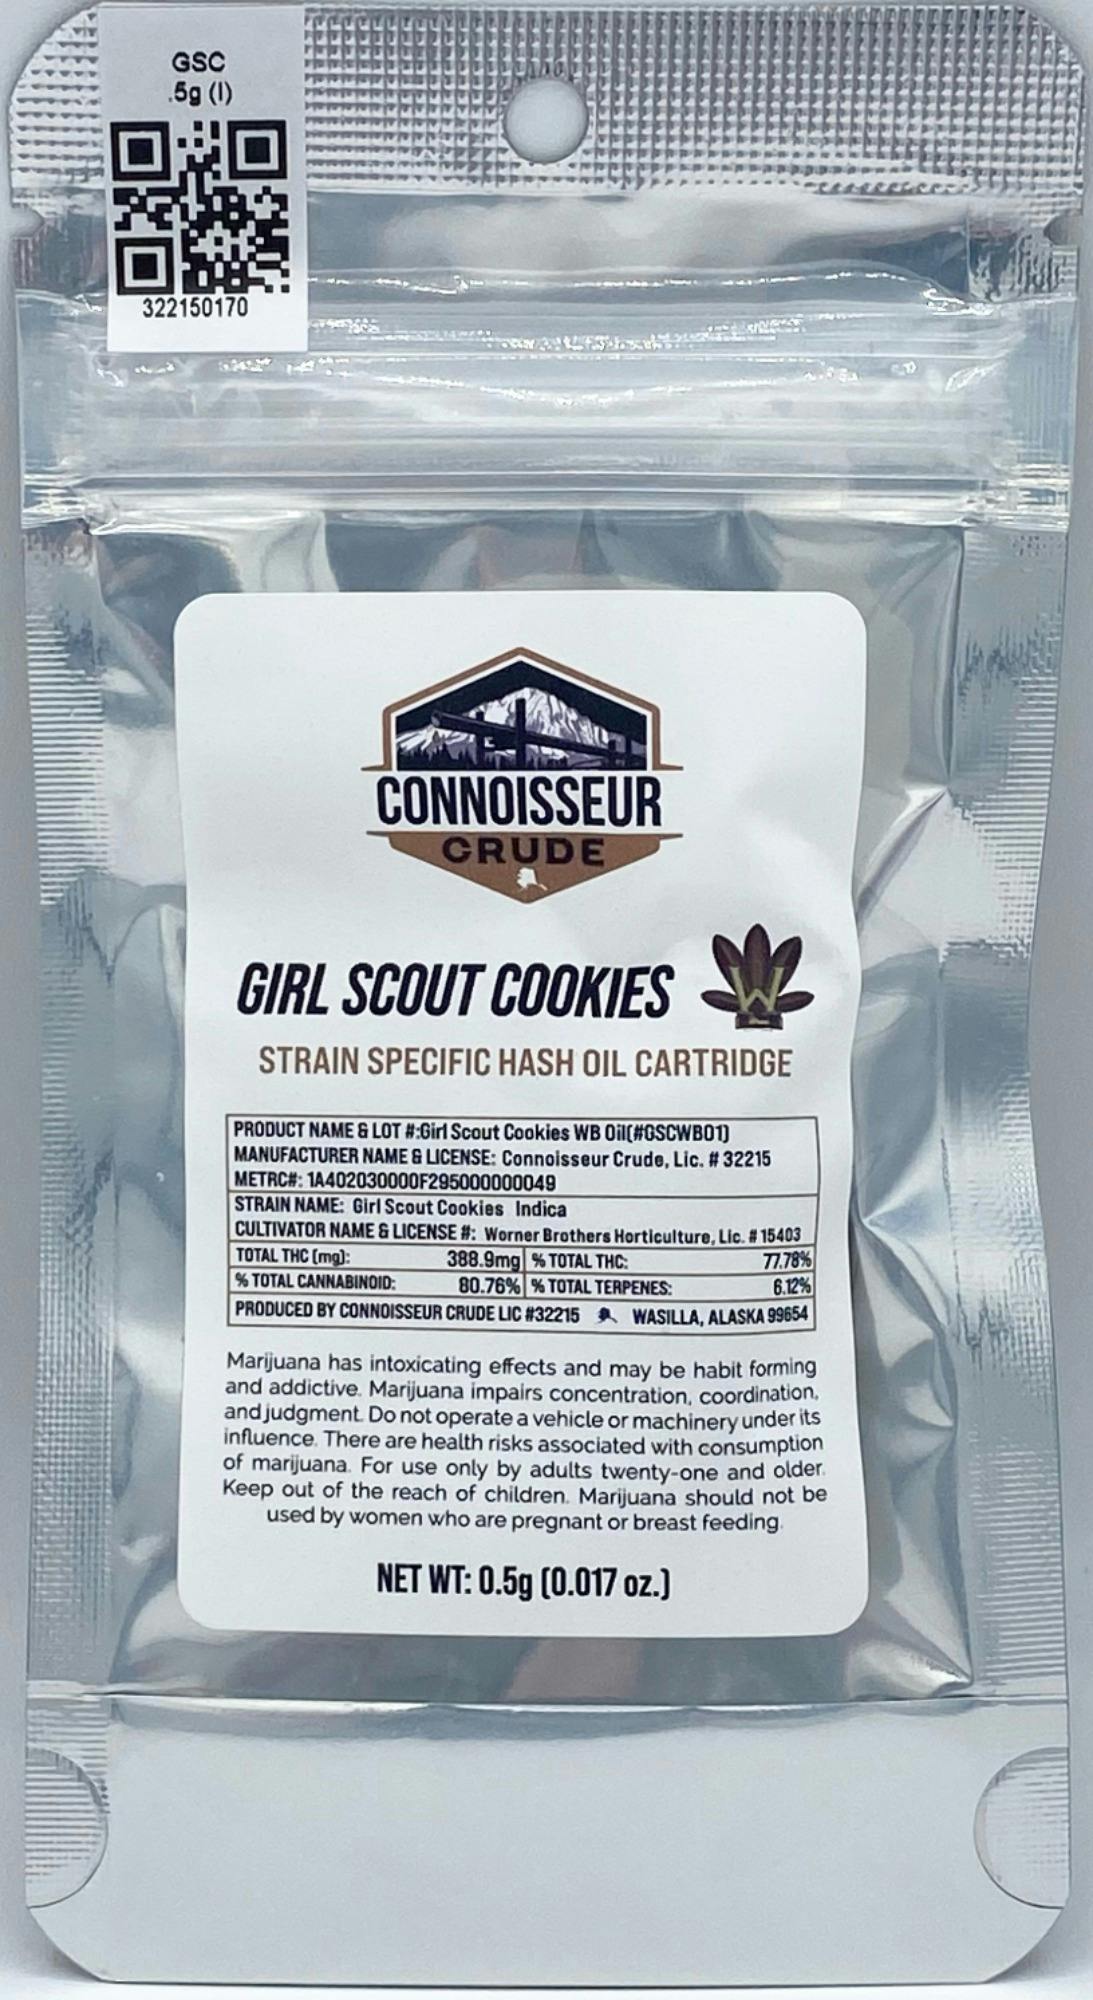 GSC
.5g (I)
322150170
CONNOISSEUR
CRUDE
GIRL SCOUT COOKIES
W
STRAIN SPECIFIC HASH OIL CARTRIDGE
PRODUCT NAME & LOT #:Girl Scout Cookies WB Oil(#GSCWB01)
MANUFACTURER NAME & LICENSE: Connoisseur Crude, Lic. # 32215
METRC#: 1A402030000F295000000049
STRAIN NAME: Girl Scout Cookies Indica
CULTIVATOR NAME & LICENSE #: Worner Brothers Horticulture, Lic. # 15403
TOTAL THC (mg): 388.9mg % TOTAL THC: 77.78%
% TOTAL CANNABINOID: 80.76% % TOTAL TERPENES: 6.12%
PRODUCED BY CONNOISSEUR CRUDE LIC #32215 WASILLA, ALASKA 99654
Marijuana has intoxicating effects and may be habit forming
and addictive. Marijuana impairs concentration, coordination,
and judgment. Do not operate a vehicle or machinery under its
influence. There are health risks associated with consumption
of marijuana. For use only by adults twenty-one and older.
Keep out of the reach of children. Marijuana should not be
used by women who are pregnant or breast feeding.
NET WT: 0.5g (0.017 oz.)